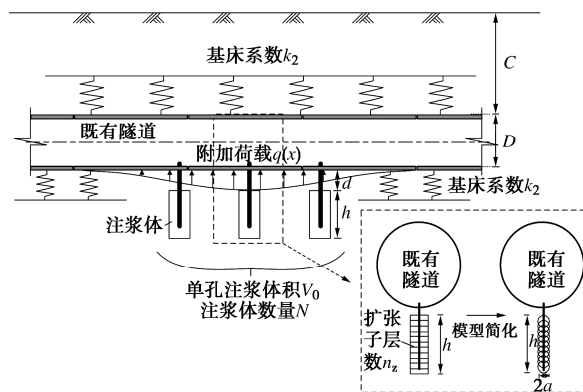 基床系数k₂
C
既有隧道
D
附加荷载q(x)
基床系数k₂
d
h
注浆体
单孔注浆体积V₀
注浆体数量N
既有
隧道
既有
隧道
扩张
子层
数n_z
h
模型简化
h
2a